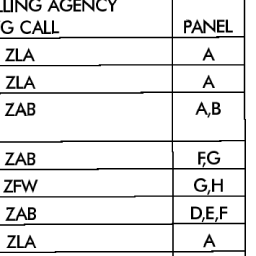 LLING AGENCY
G CALL PANEL
ZLA A
ZLA A
ZAB A,B
ZAB F,G
ZFW G,H
ZAB D,E,F
ZLA A